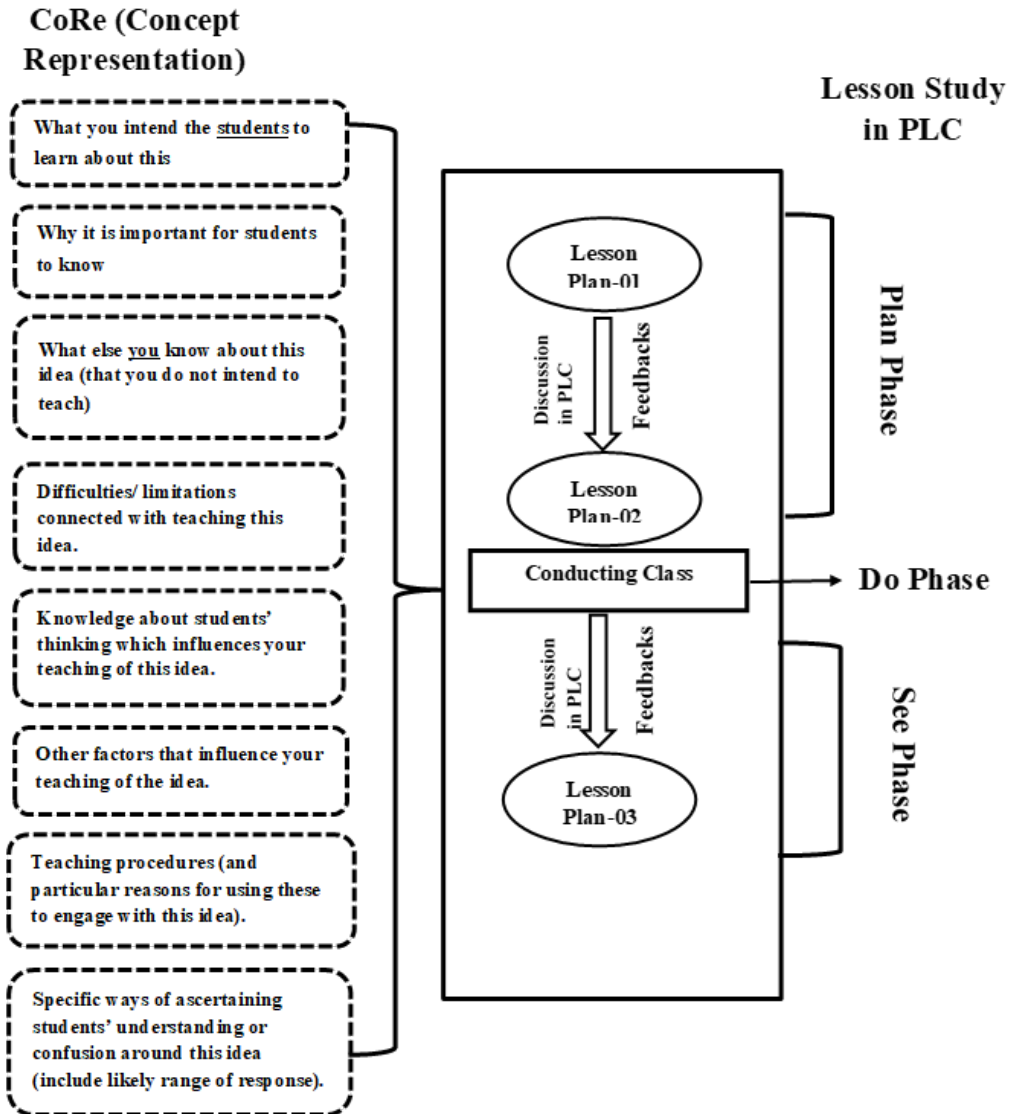 CoRe (Concept
Representation)
What you intend the students to
learn about this
Why it is important for students
to know
What else you know about this
idea (that you do not intend to
teach)
Difficulties/ limitations
connected with teaching this
idea.
Knowledge about students’
thinking which influences your
teaching of this idea.
Other factors that influence your
teaching of the idea.
Teaching procedures (and
particular reasons for using these
to engage with this idea).
Specific ways of ascertaining
students’ understanding or
confusion around this idea
(include likely range of response).
Lesson Study
in PLC
Lesson
Plan-01
Discussion
in PLC
Feedbacks
Lesson
Plan-02
Plan Phase
Conducting Class
Do Phase
Discussion
in PLC
Feedbacks
Lesson
Plan-03
See Phase